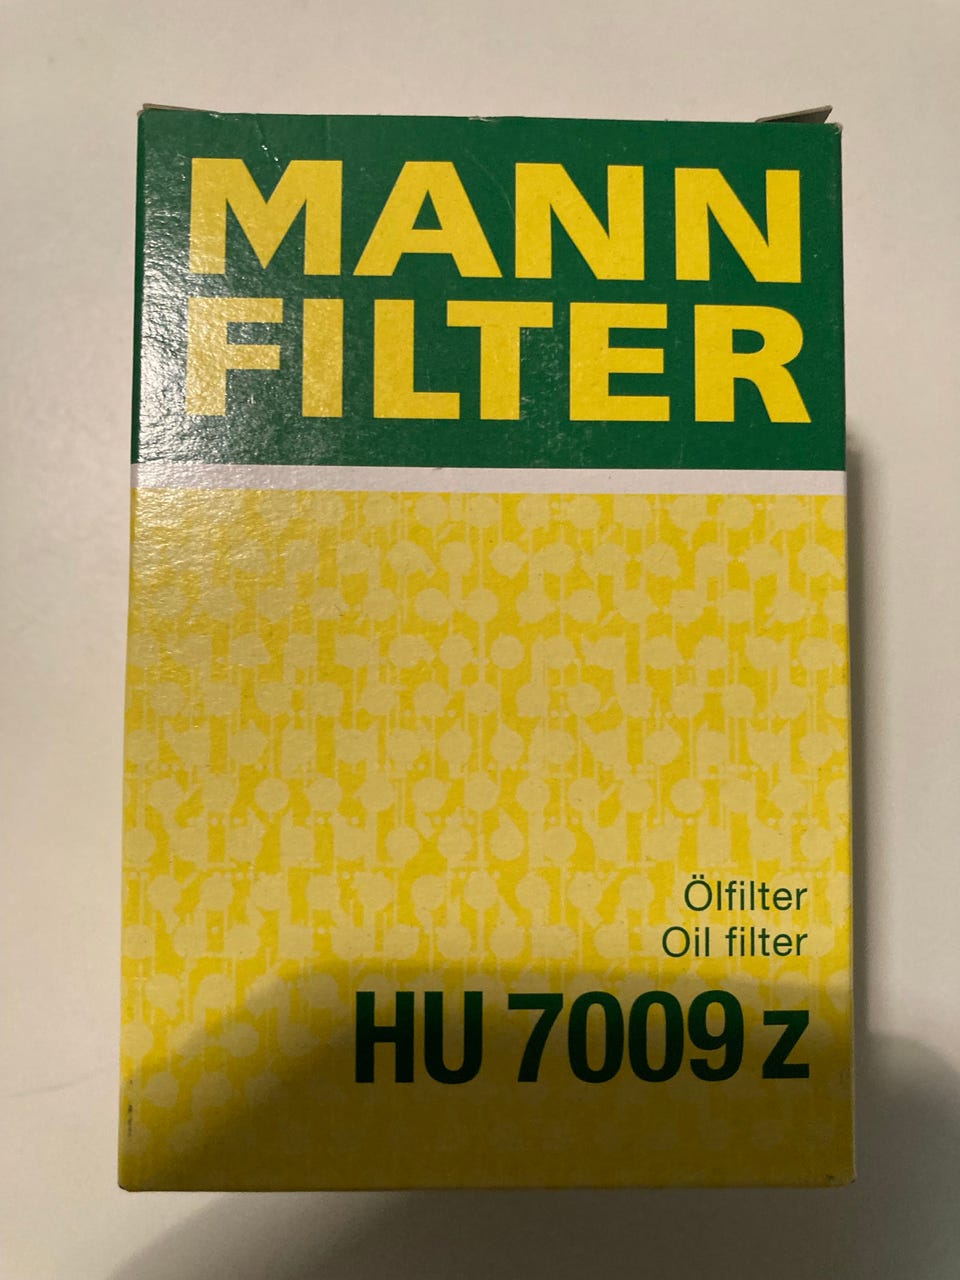 MANN
FILTER
Ölfilter
Oil filter
HU 7009 z